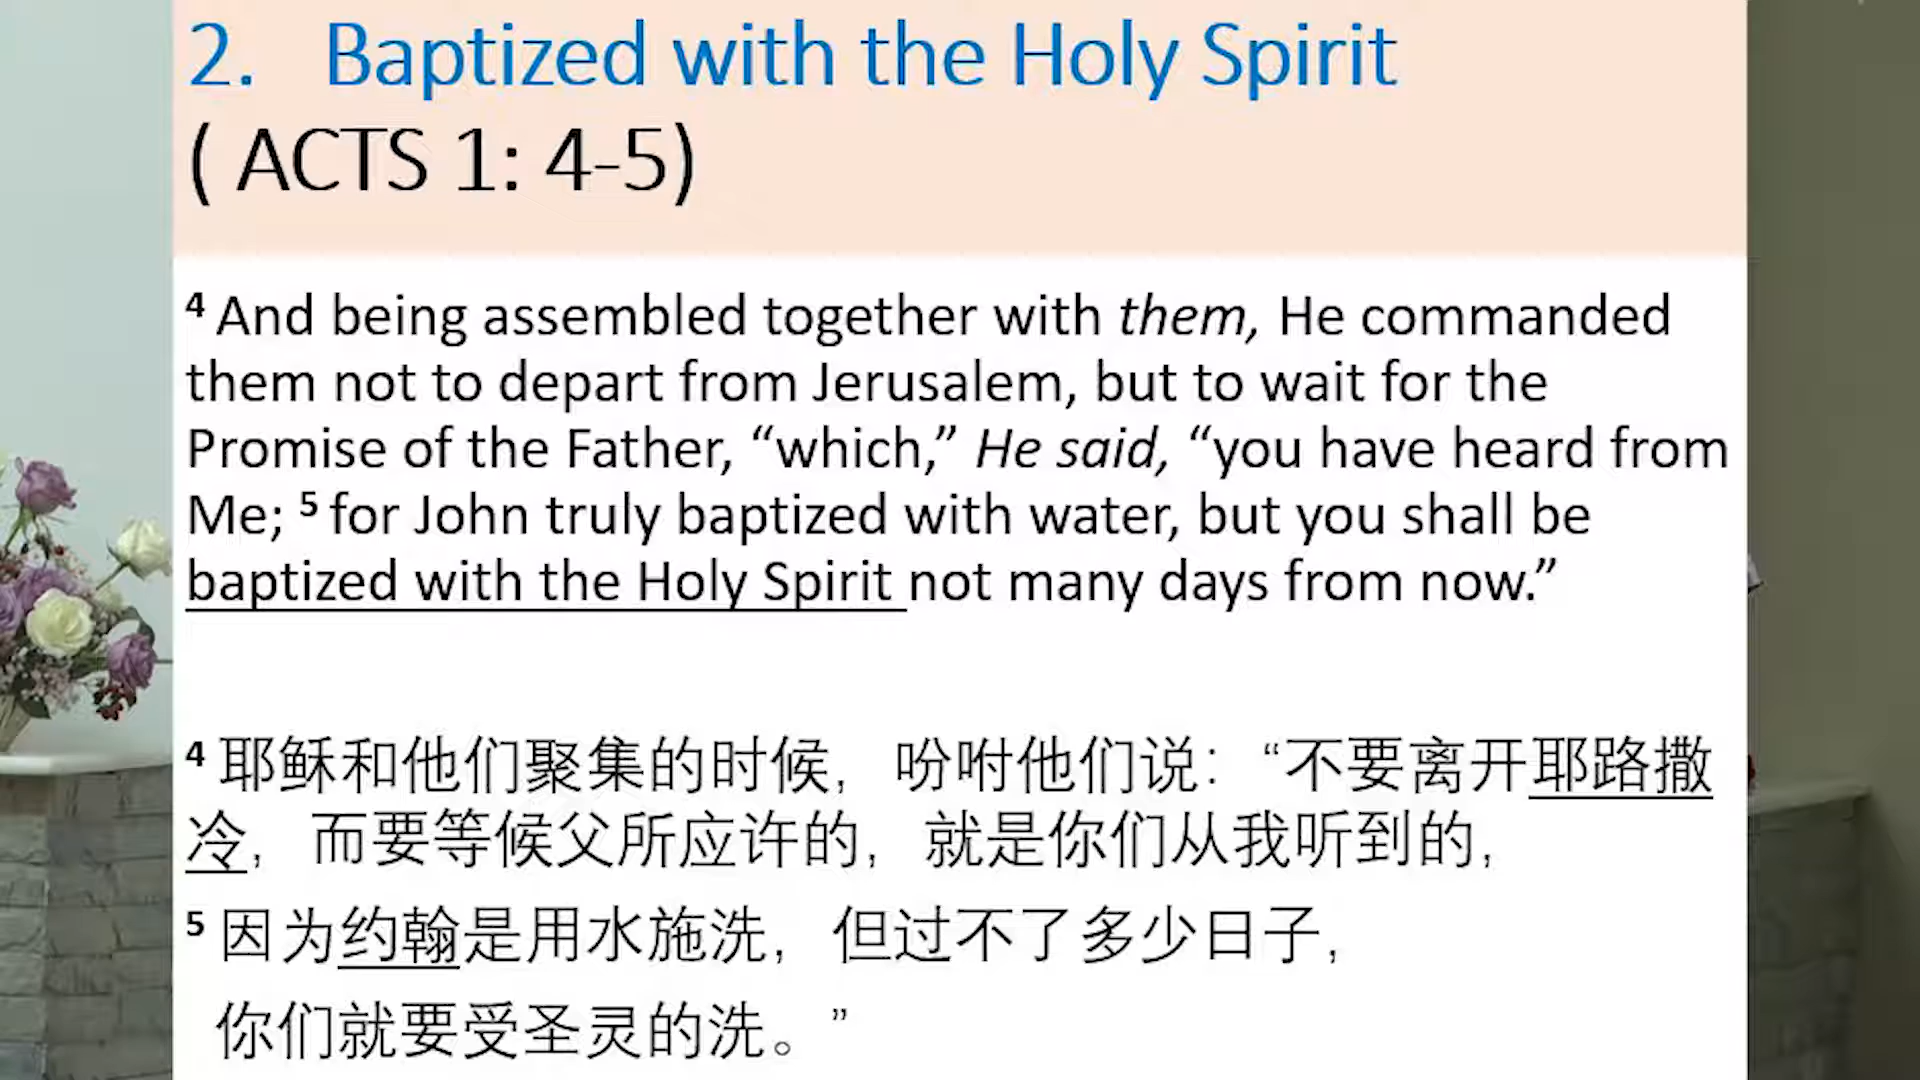 2. Baptized with the Holy Spirit
( ACTS 1: 4-5)
4 And being assembled together with them, He commanded
them not to depart from Jerusalem, but to wait for the
Promise of the Father, “which,” He said, “you have heard from
Me; 5 for John truly baptized with water, but you shall be
baptized with the Holy Spirit not many days from now.”
4 耶稣和他们聚集的时候，吩咐他们说：“不要离开耶路撒
冷，而要等候父所应许的，就是你们从我听到的，
5 因为约翰是用水施洗，但过不了多少日子，
你们就要受圣灵的洗。”